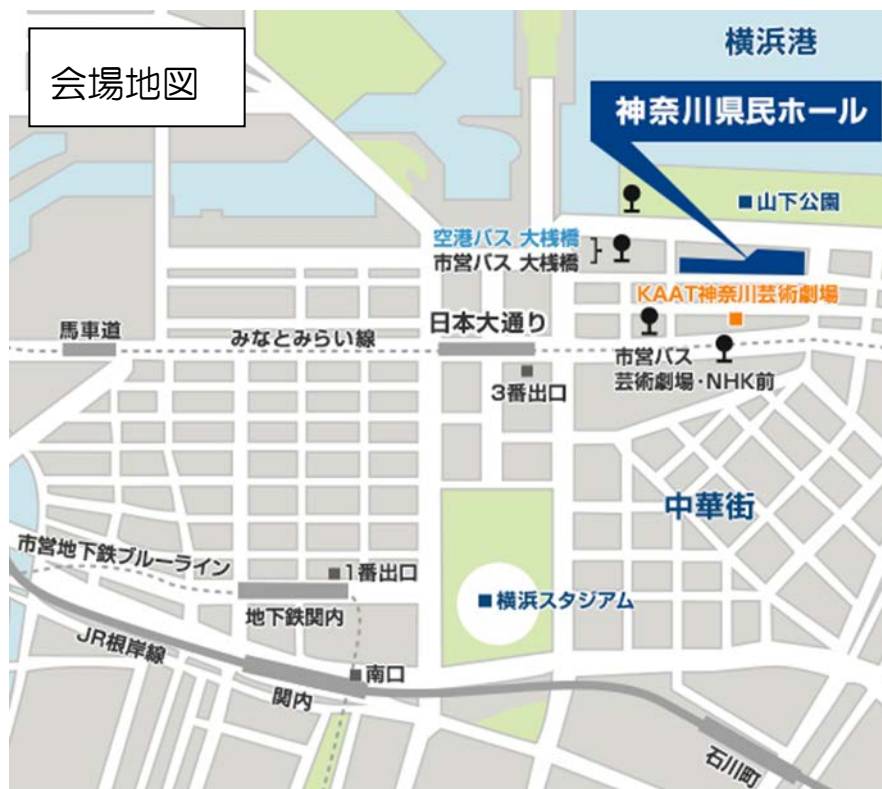 会場地図
横浜港
神奈川県民ホール
山下公園
空港バス 大桟橋
市営バス 大桟橋
KAAT神奈川芸術劇場
馬車道
みなとみらい線
日本大通り
3番出口
市営バス
芸術劇場・NHK前
中華街
市営地下鉄ブルーライン
1番出口
地下鉄関内
横浜スタジアム
JR根岸線
南口
関内
石川町